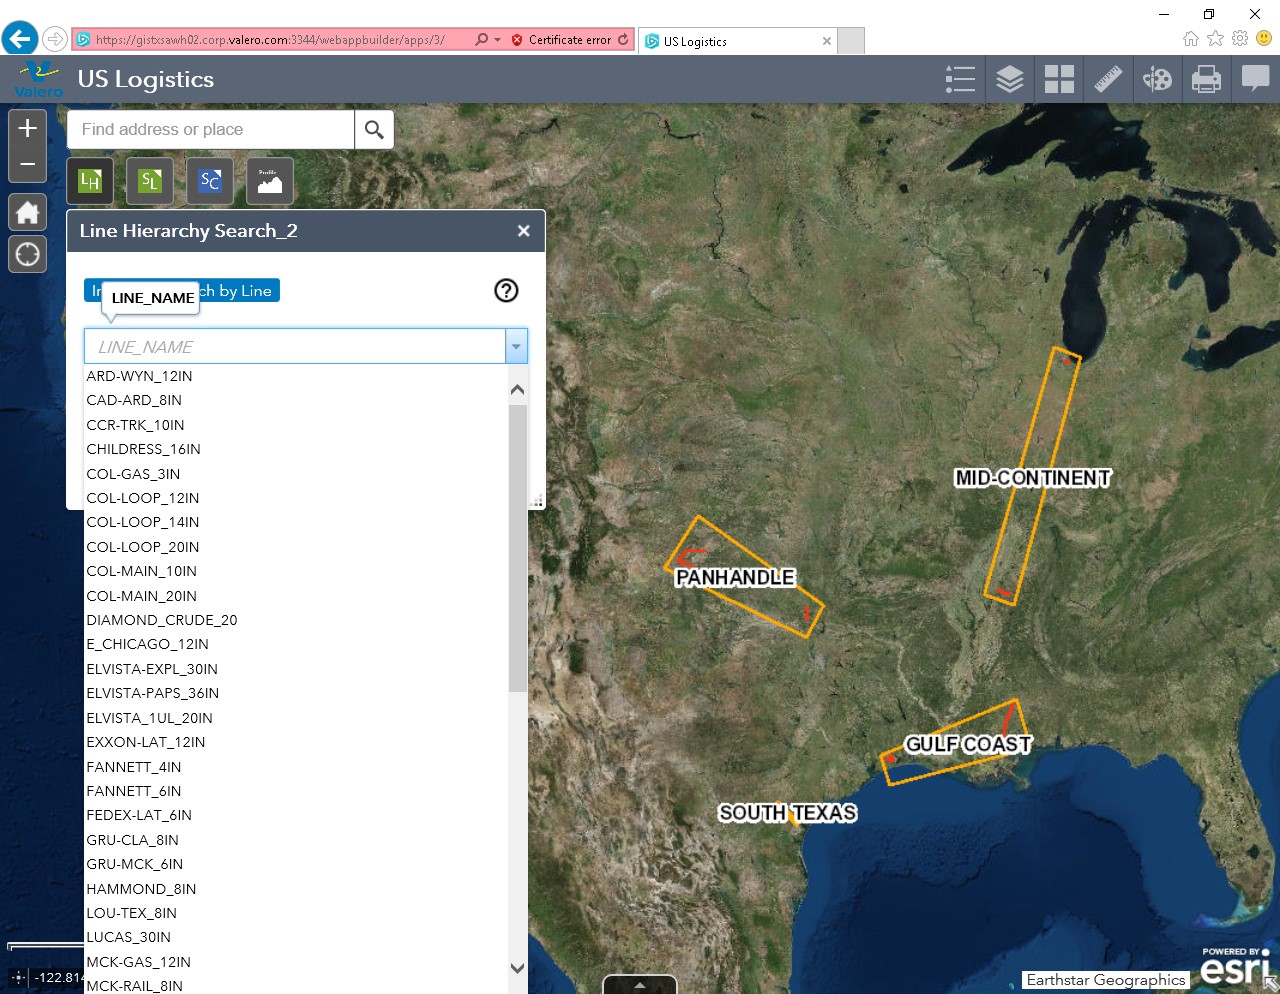 https://gistxsawh02.corp.valero.com:3344/webappbuilder/apps/3/
Certificate error
US Logistics
Valero
US Logistics
Find address or place
LH
SL
SC
Profile
Line Hierarchy Search_2
ch by Line
LINE_NAME
LINE_NAME
ARD-WYN_12IN
CAD-ARD_8IN
CCR-TRK_10IN
CHILDRESS_16IN
COL-GAS_3IN
COL-LOOP_12IN
COL-LOOP_14IN
COL-LOOP_20IN
COL-MAIN_10IN
COL-MAIN_20IN
DIAMOND_CRUDE_20
E_CHICAGO_12IN
ELVISTA-EXPL_30IN
ELVISTA-PAPS_36IN
ELVISTA_1UL_20IN
EXXON-LAT_12IN
FANNETT_4IN
FANNETT_6IN
FEDEX-LAT_6IN
GRU-CLA_8IN
GRU-MCK_6IN
HAMMOND_8IN
LOU-TEX_8IN
LUCAS_30IN
MCK-GAS_12IN
MCK-RAIL_8IN
MID-CONTINENT
PANHANDLE
GULF COAST
SOUTH TEXAS
-122.814
POWERED BY
esri
Earthstar Geographics